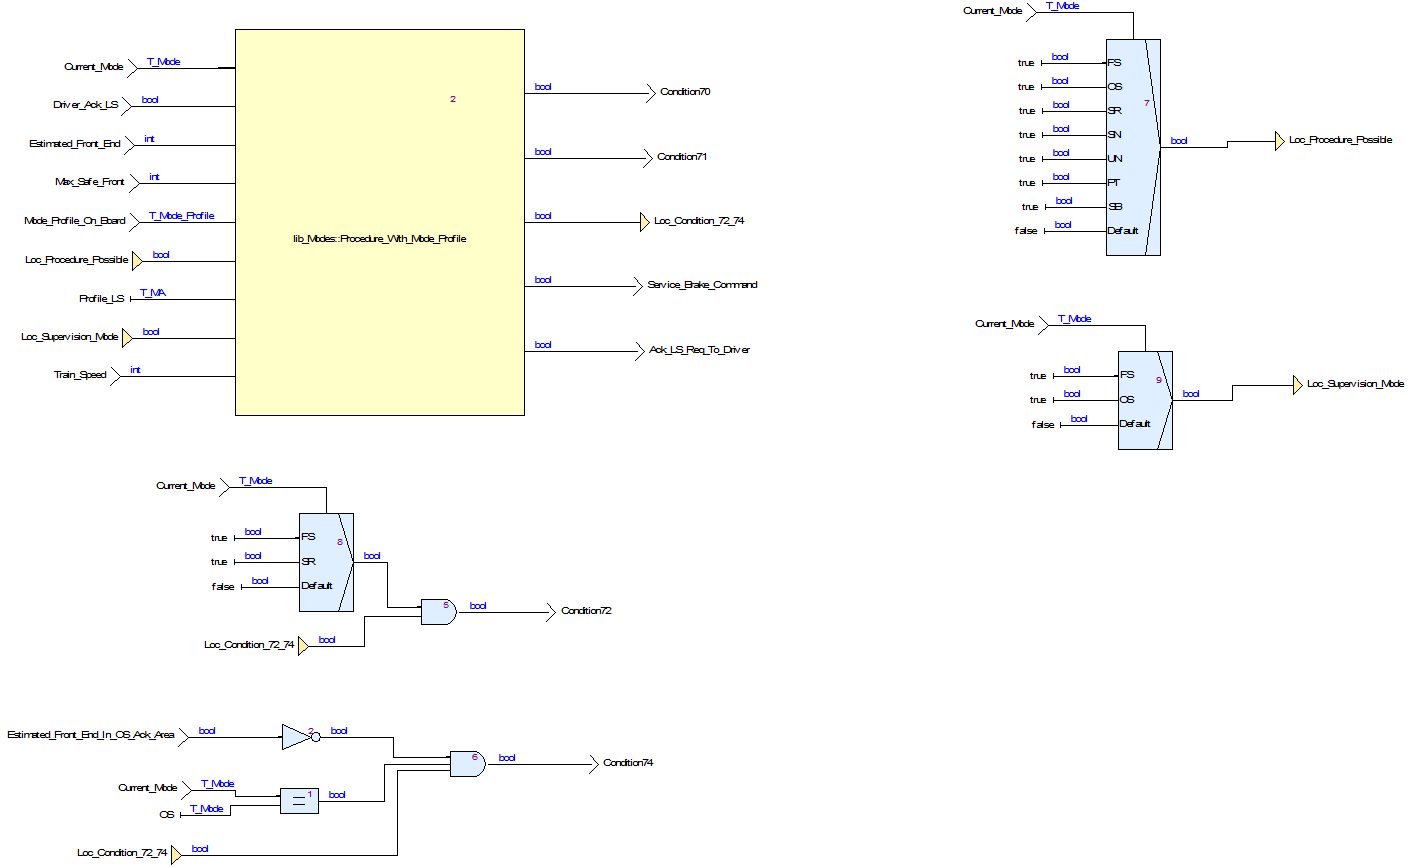 Current_Mode
T_Mode
Driver_Ack_LS
bool
Estimated_Front_End
int
Max_Safe_Front
int
Mode_Profile_On_Board
T_Mode_Profile
Loc_Procedure_Possible
bool
Profile_LS
T_MA
Loc_Supervision_Mode
bool
Train_Speed
int
2
lib_Modes::Procedure_With_Mode_Profile
bool
Condition70
bool
Condition71
bool
Loc_Condition_72_74
bool
Service_Brake_Command
bool
Ack_LS_Req_To_Driver
Current_Mode
T_Mode
true
bool
FS
true
bool
OS
true
bool
SR
true
bool
SN
true
bool
UN
true
bool
PT
true
bool
SB
false
bool
Default
7
bool
Loc_Procedure_Possible
Current_Mode
T_Mode
true
bool
FS
true
bool
OS
false
bool
Default
9
bool
Loc_Supervision_Mode
Current_Mode
T_Mode
true
bool
FS
true
bool
SR
false
bool
Default
8
bool
Loc_Condition_72_74
bool
5
bool
Condition72
Estimated_Front_End_In_OS_Ack_Area
bool
2
bool
Current_Mode
T_Mode
OS
T_Mode
1
bool
Loc_Condition_72_74
bool
6
bool
Condition74